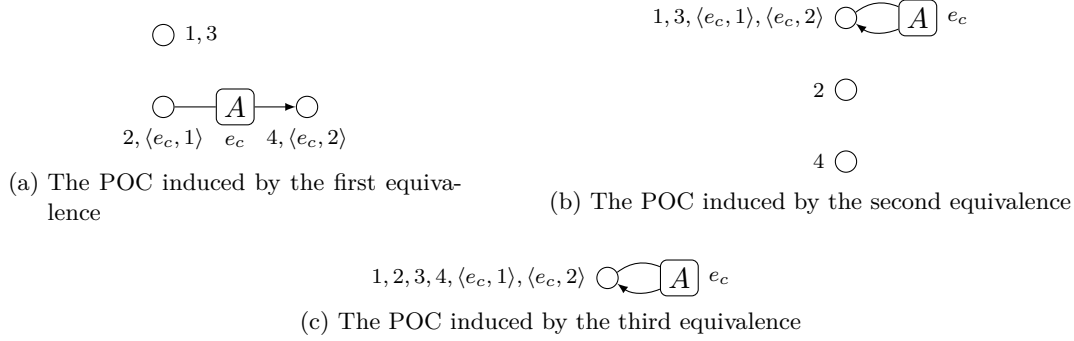 1, 3
A
2, ⟨e_c, 1⟩ e_c 4, ⟨e_c, 2⟩
(a) The POC induced by the first equiva-
lence
1, 3, ⟨e_c, 1⟩, ⟨e_c, 2⟩ A e_c
2
4
(b) The POC induced by the second equivalence
1, 2, 3, 4, ⟨e_c, 1⟩, ⟨e_c, 2⟩ A e_c
(c) The POC induced by the third equivalence